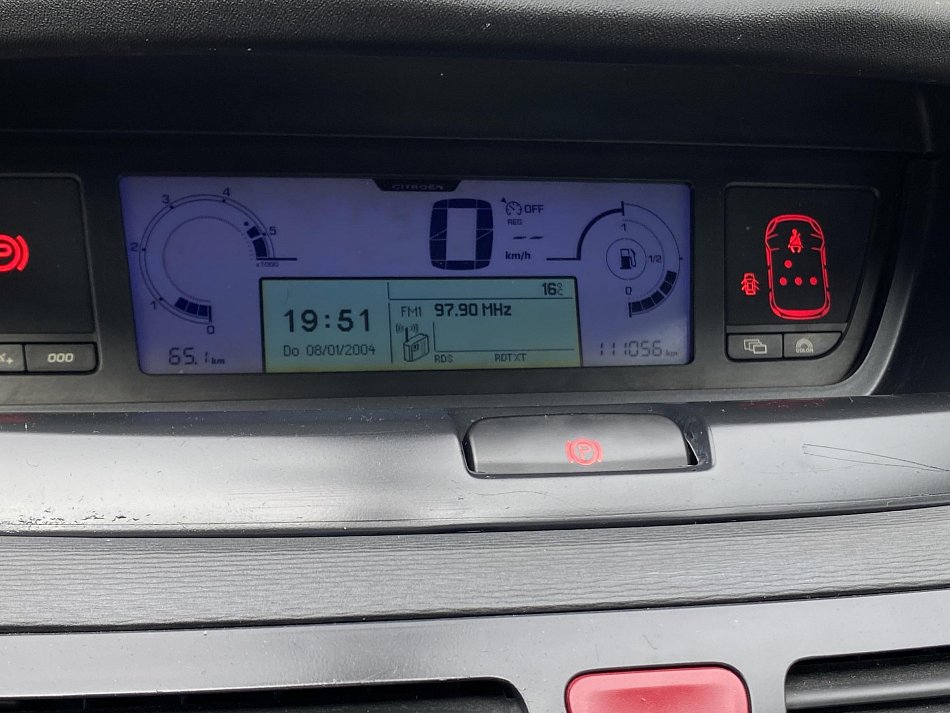 CITROËN
4
3
2
1
0
5
x1000
65.1 km
0
OFF
REG
--
km/h
1
1/2
0
16°C
19:51
FM1 97.90 MHz
Do 08/01/2004
RDS RDTXT
111056 km
P
000
COLOR
P